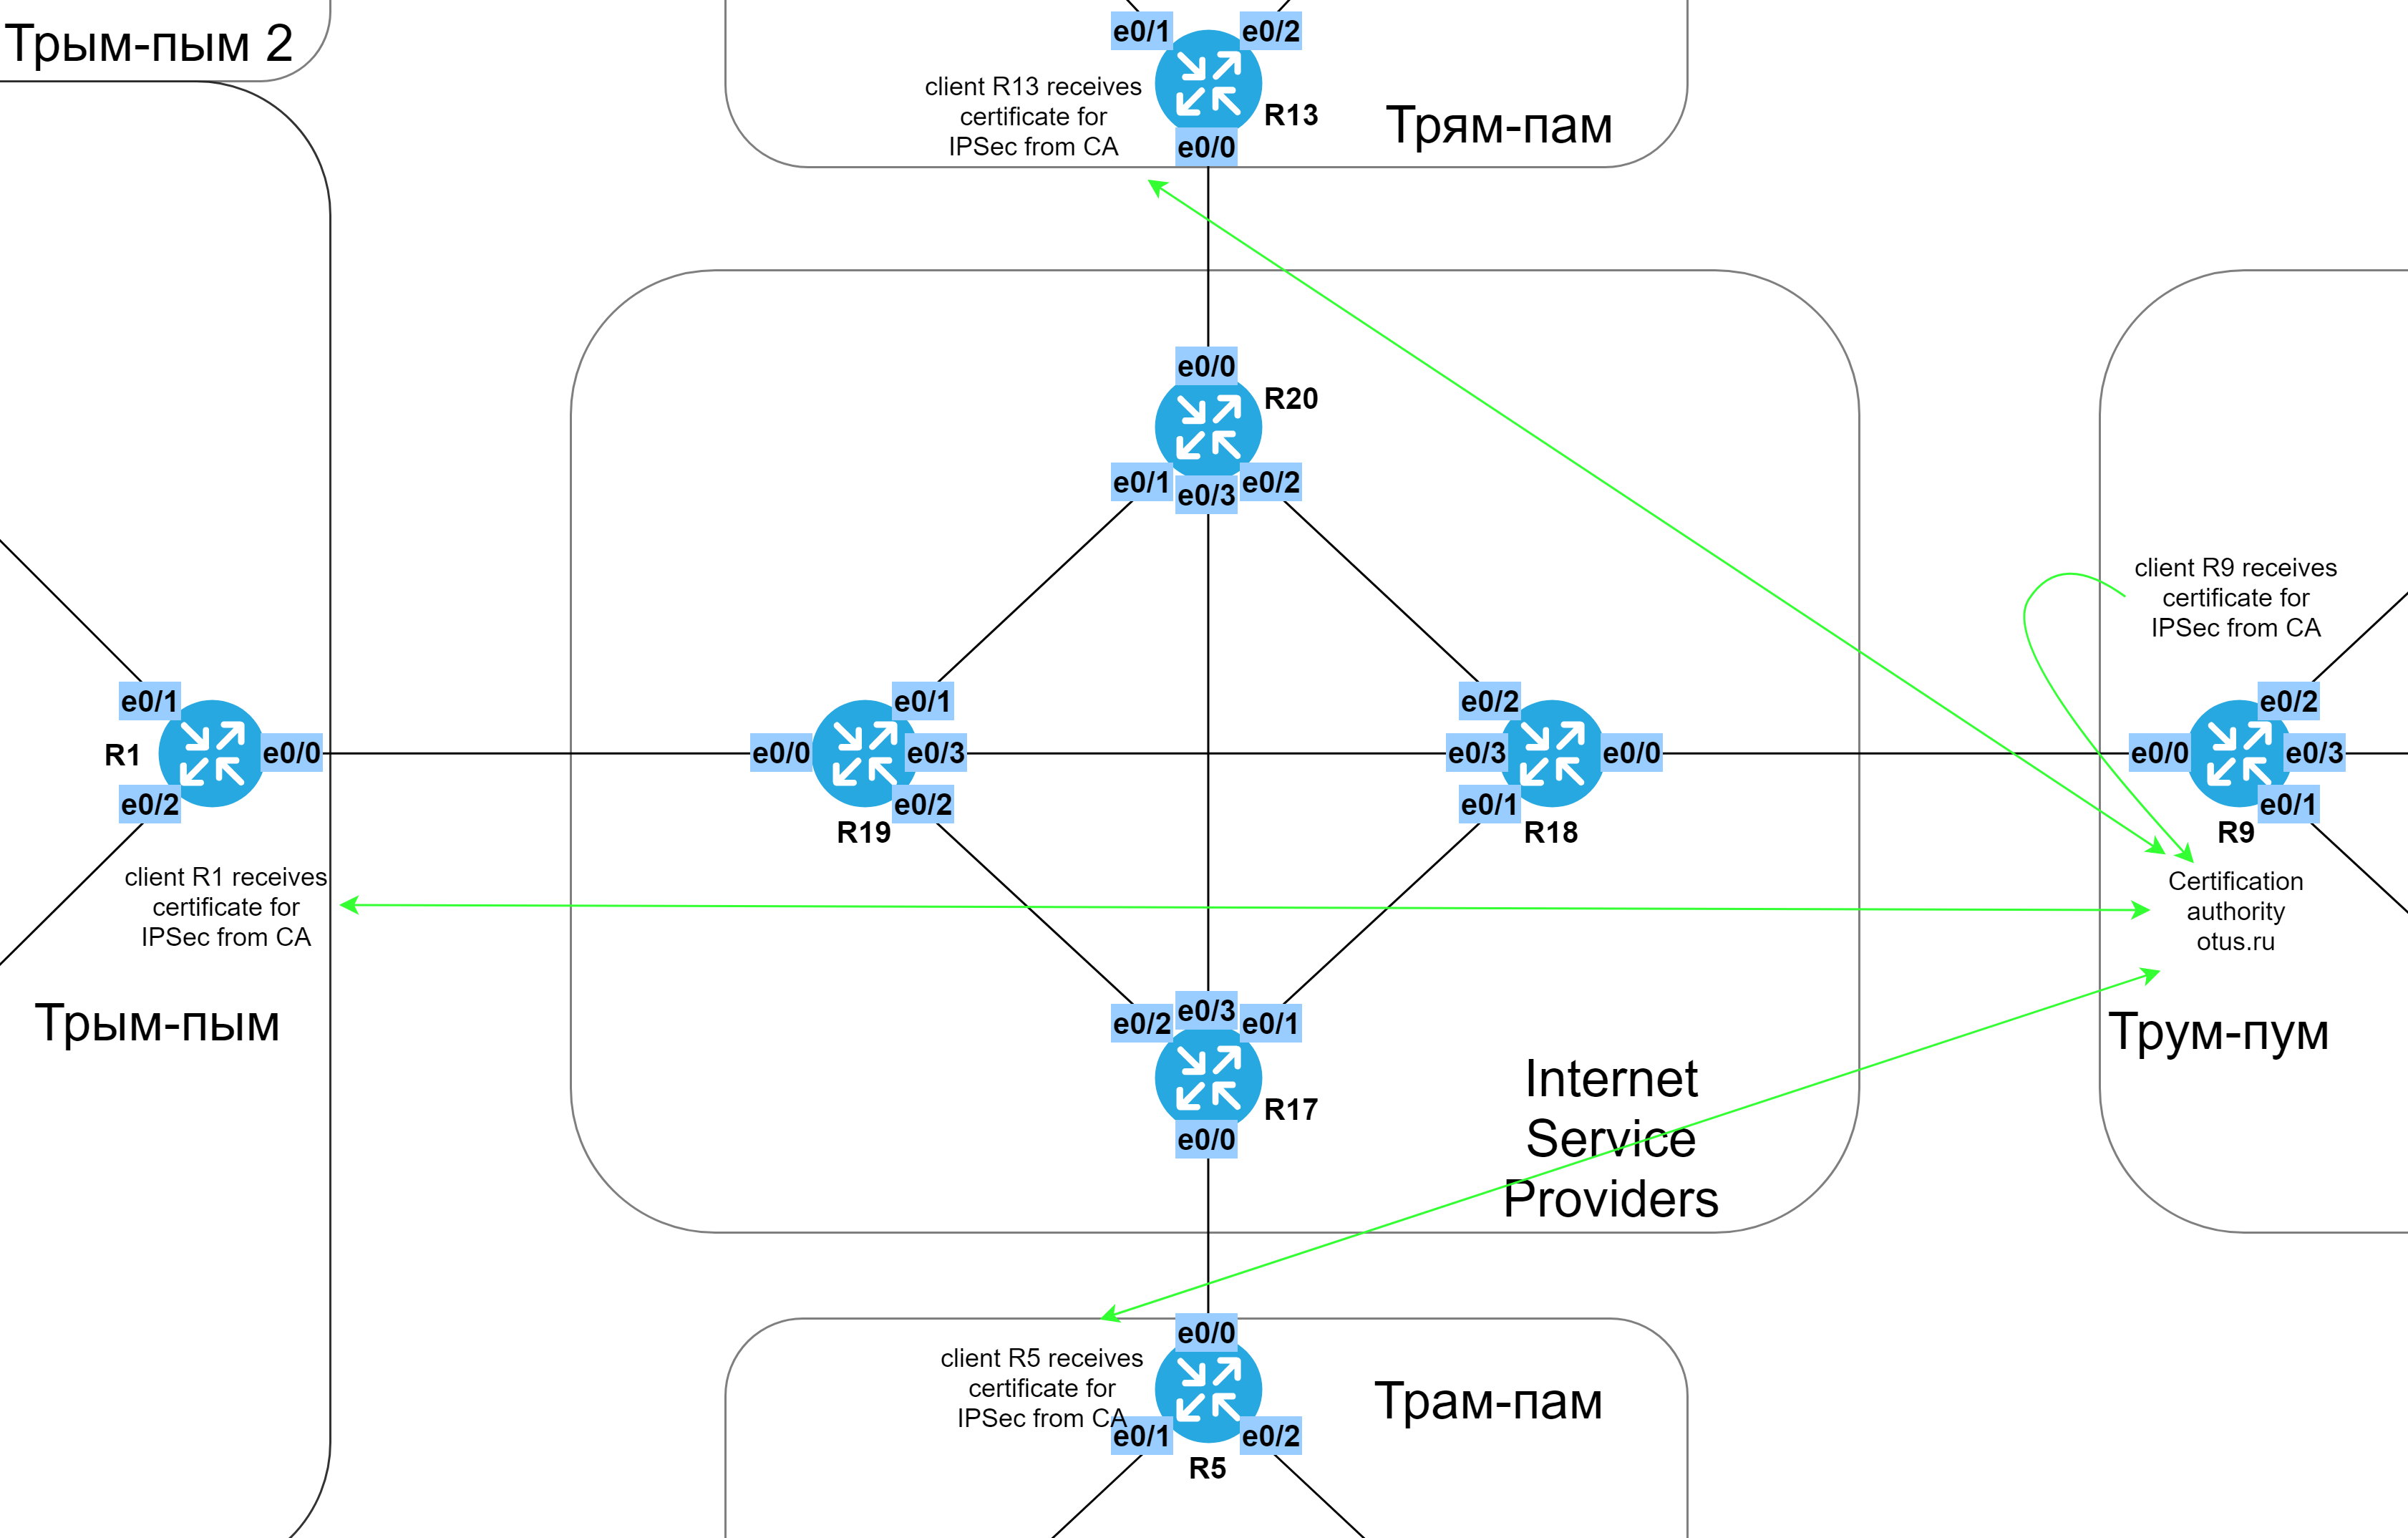 Трым-пым 2
e0/1
e0/2
client R13 receives
certificate for
IPSec from CA
R13
e0/0
Трям-пам
e0/0
R20
e0/1
e0/3
e0/2
client R9 receives
certificate for
IPSec from CA
e0/1
R1
e0/0
e0/2
e0/0
e0/1
e0/3
e0/2
R19
e0/2
e0/3
e0/0
e0/1
R18
e0/0
e0/2
e0/3
e0/1
R9
client R1 receives
certificate for
IPSec from CA
Certification
authority
otus.ru
Трым-пым
Трум-пум
e0/2
e0/3
e0/1
R17
e0/0
Internet
Service
Providers
e0/0
client R5 receives
certificate for
IPSec from CA
e0/1
e0/2
R5
Трам-пам